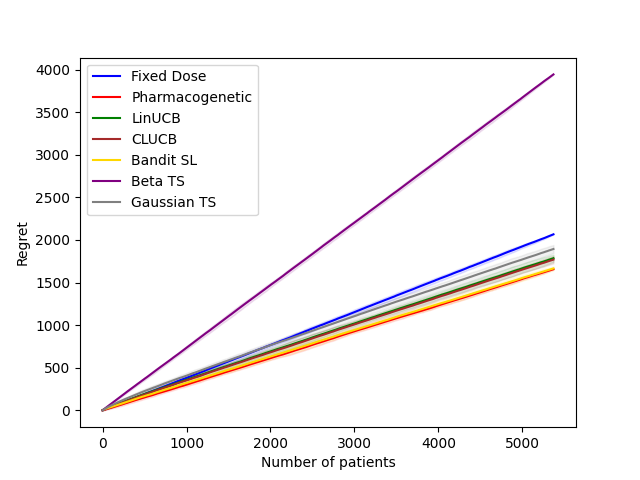 4000
3500
3000
2500
2000
1500
1000
500
0
Regret
Fixed Dose
Pharmacogenetic
LinUCB
CLUCB
Bandit SL
Beta TS
Gaussian TS
0 1000 2000 3000 4000 5000
Number of patients